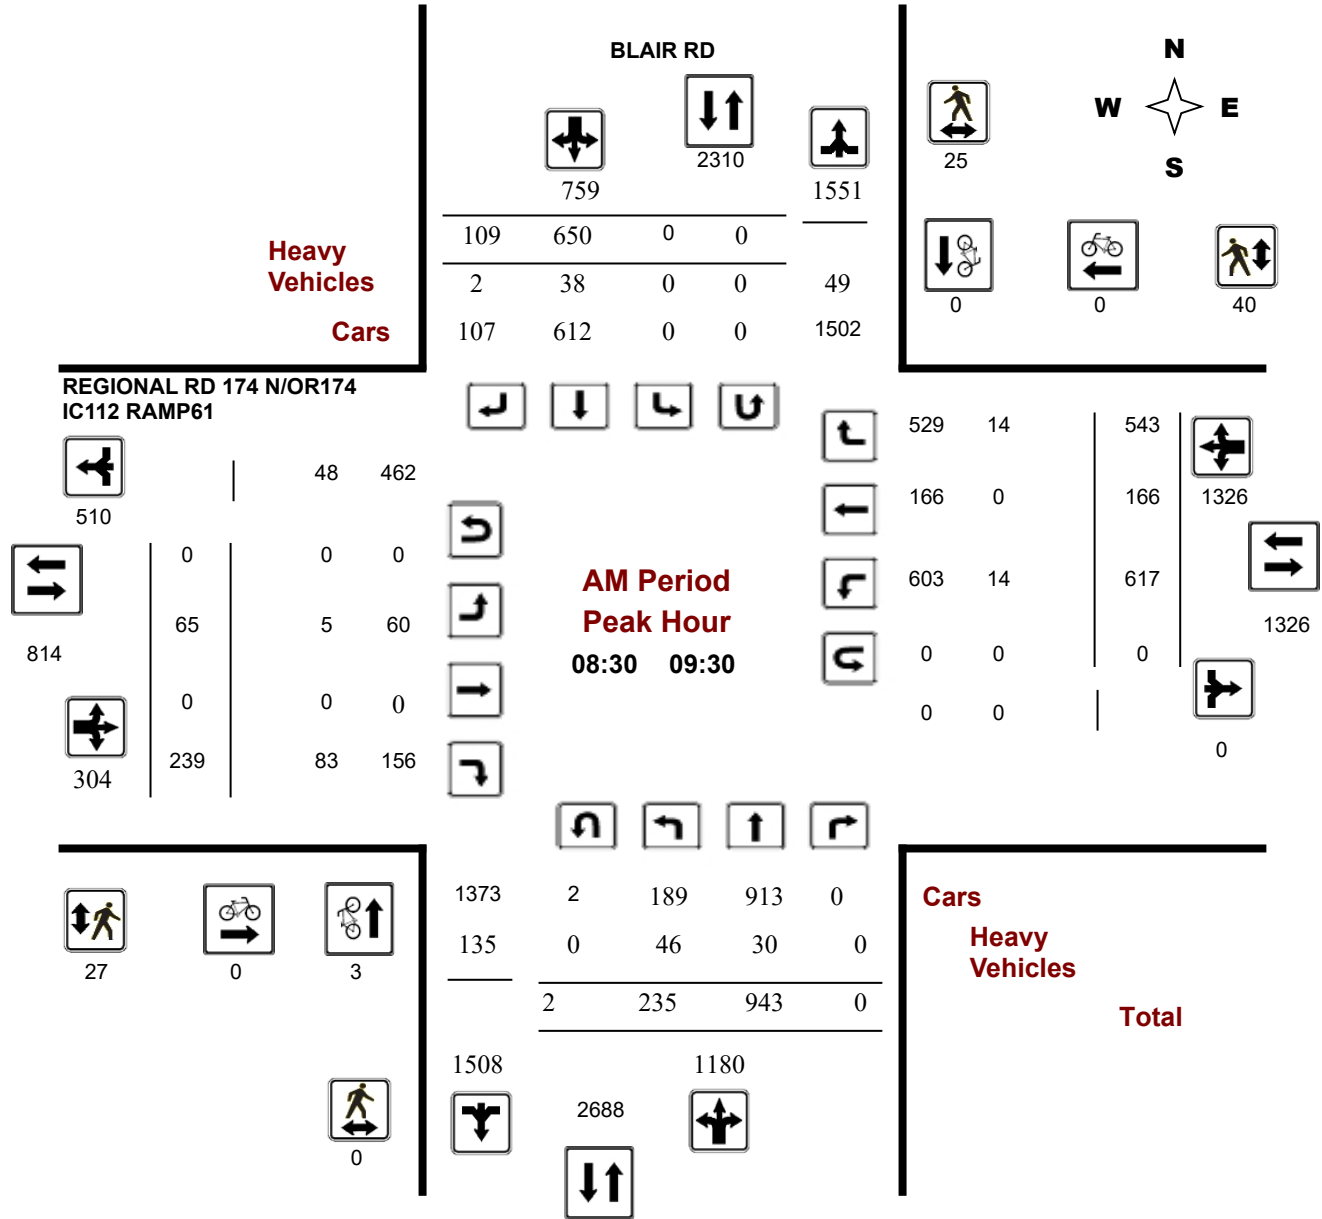 BLAIR RD
N
W E
S
2310
759
1551
25
109 650 0 0
Heavy
Vehicles
2 38 0 0 49
0 0 40
Cars
107 612 0 0 1502
REGIONAL RD 174 N/OR174
IC112 RAMP61
529 14 543
48 462
166 0 166 1326
510
0 0 0
AM Period
603 14 617
Peak Hour
65 5 60
1326
814
08:30 09:30
0 0 0
0 0 0
0 0
239 83 156
0
304
1373 2 189 913 0
Cars
135 0 46 30 0
Heavy
Vehicles
27 0 3
2 235 943 0
Total
1508 1180
2688
0